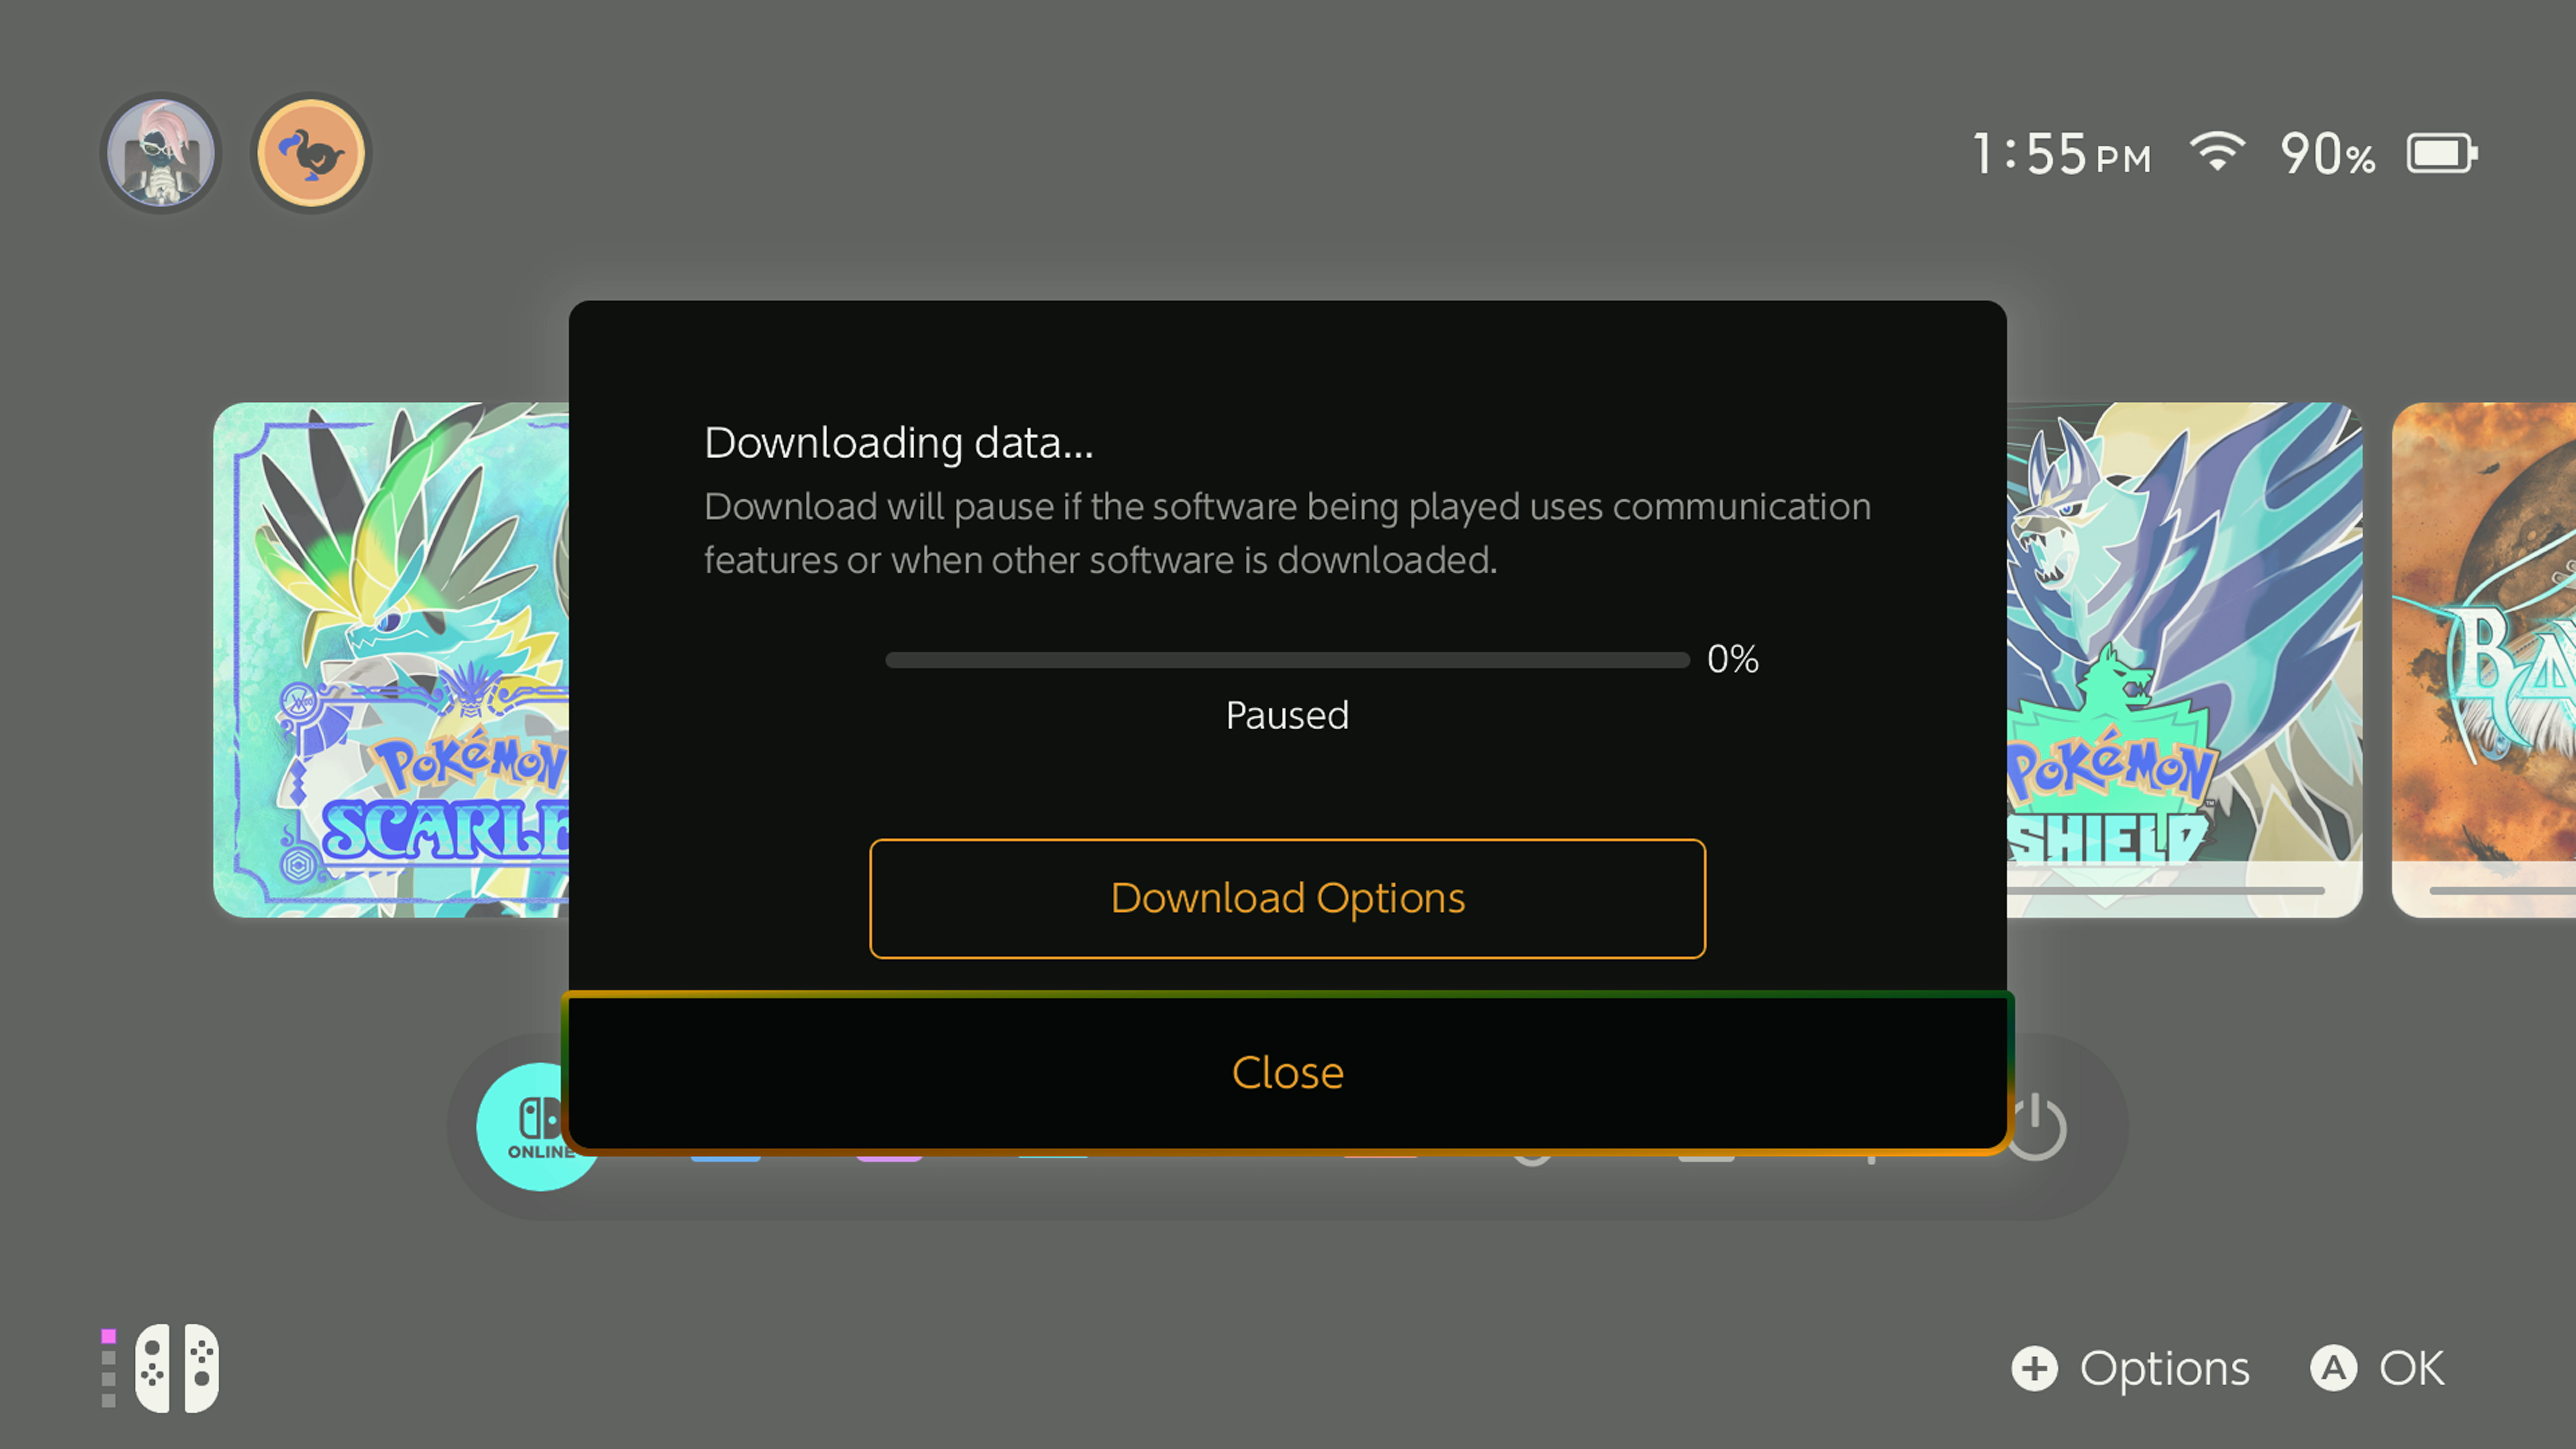 1:55 PM 90%
Downloading data...
Download will pause if the software being played uses communication
features or when other software is downloaded.
0%
Paused
Download Options
Close
POKéMON
SCARLE
POKéMON
SHIELD
BA
ONLINE
+ Options A OK